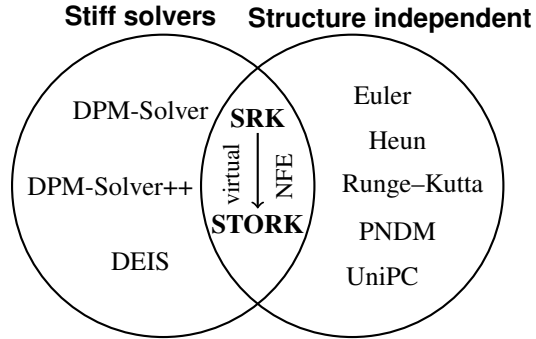 Stiff solvers
Structure independent
DPM-Solver
DPM-Solver++
DEIS
SRK
virtual
NFE
STORK
Euler
Heun
Runge–Kutta
PNDM
UniPC